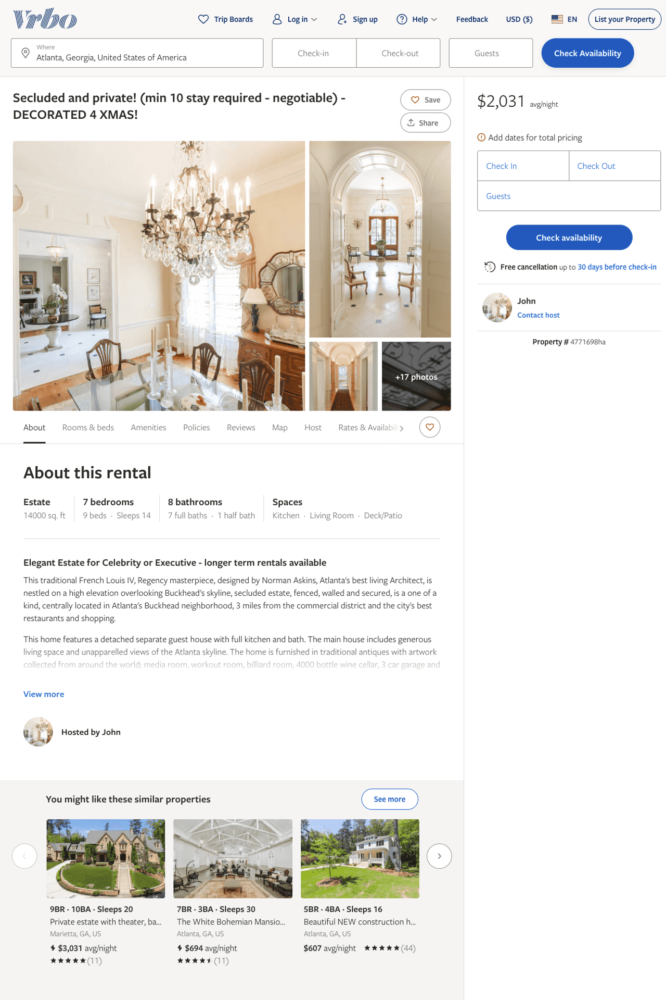 Vrbo
Trip Boards
Log in
Sign up
Help
Feedback
USD ($)
EN
List your Property
Where
Atlanta, Georgia, United States of America
Check-in
Check-out
Guests
Check Availability
Secluded and private! (min 10 stay required - negotiable) -
DECORATED 4 XMAS!
Save
Share
$2,031 avg/night
Add dates for total pricing
Check In
Check Out
Guests
Check availability
Free cancellation up to 30 days before check-in
John
Contact host
Property # 4771698ha
+17 photos
About
Rooms & beds
Amenities
Policies
Reviews
Map
Host
Rates & Availabili
About this rental
Estate
14000 sq. ft
7 bedrooms
9 beds · Sleeps 14
8 bathrooms
7 full baths · 1 half bath
Spaces
Kitchen · Living Room · Deck/Patio
Elegant Estate for Celebrity or Executive - longer term rentals available
This traditional French Louis IV, Regency masterpiece, designed by Norman Askins, Atlanta's best living Architect, is
nestled on a high elevation overlooking Buckhead's skyline, secluded estate, fenced, walled and secured, is a one of a
kind, centrally located in Atlanta's Buckhead neighborhood, 3 miles from the commercial district and the city's best
restaurants and shopping.
This home features a detached separate guest house with full kitchen and bath. The main house includes generous
living space and unapparelled views of the Atlanta skyline. The home is furnished in traditional antiques with artwork
collected from around the world; media room, workout room, billiard room, 4000 bottle wine cellar, 3 car garage and
View more
Hosted by John
You might like these similar properties
See more
9BR · 10BA · Sleeps 20
Private estate with theater, ba...
Marietta, GA, US
$3,031 avg/night
(11)
7BR · 3BA · Sleeps 30
The White Bohemian Mansio...
Atlanta, GA, US
$694 avg/night
(11)
5BR · 4BA · Sleeps 16
Beautiful NEW construction h...
Atlanta, GA, US
$607 avg/night
(44)